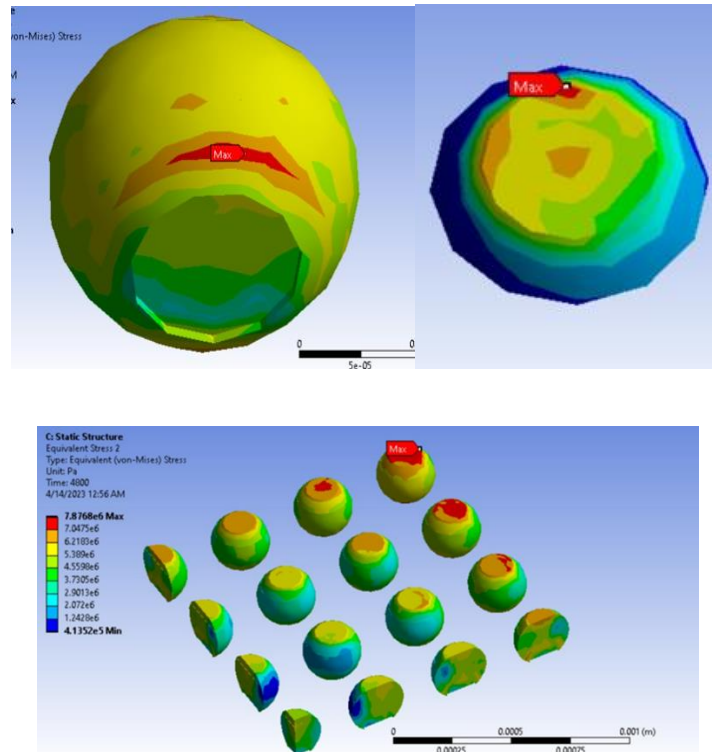 von-Mises) Stress
Max
0
5e-05
Max
C: Static Structure
Equivalent Stress 2
Type: Equivalent (von-Mises) Stress
Unit: Pa
Time: 4800
4/14/2023 12:56 AM
7.8768e6 Max
7.0475e6
6.2183e6
5.389e6
4.5598e6
3.7305e6
2.9013e6
2.072e6
1.2428e6
4.1352e5 Min
Max
0
0.0005
0.001 (m)
0.00025
0.00075